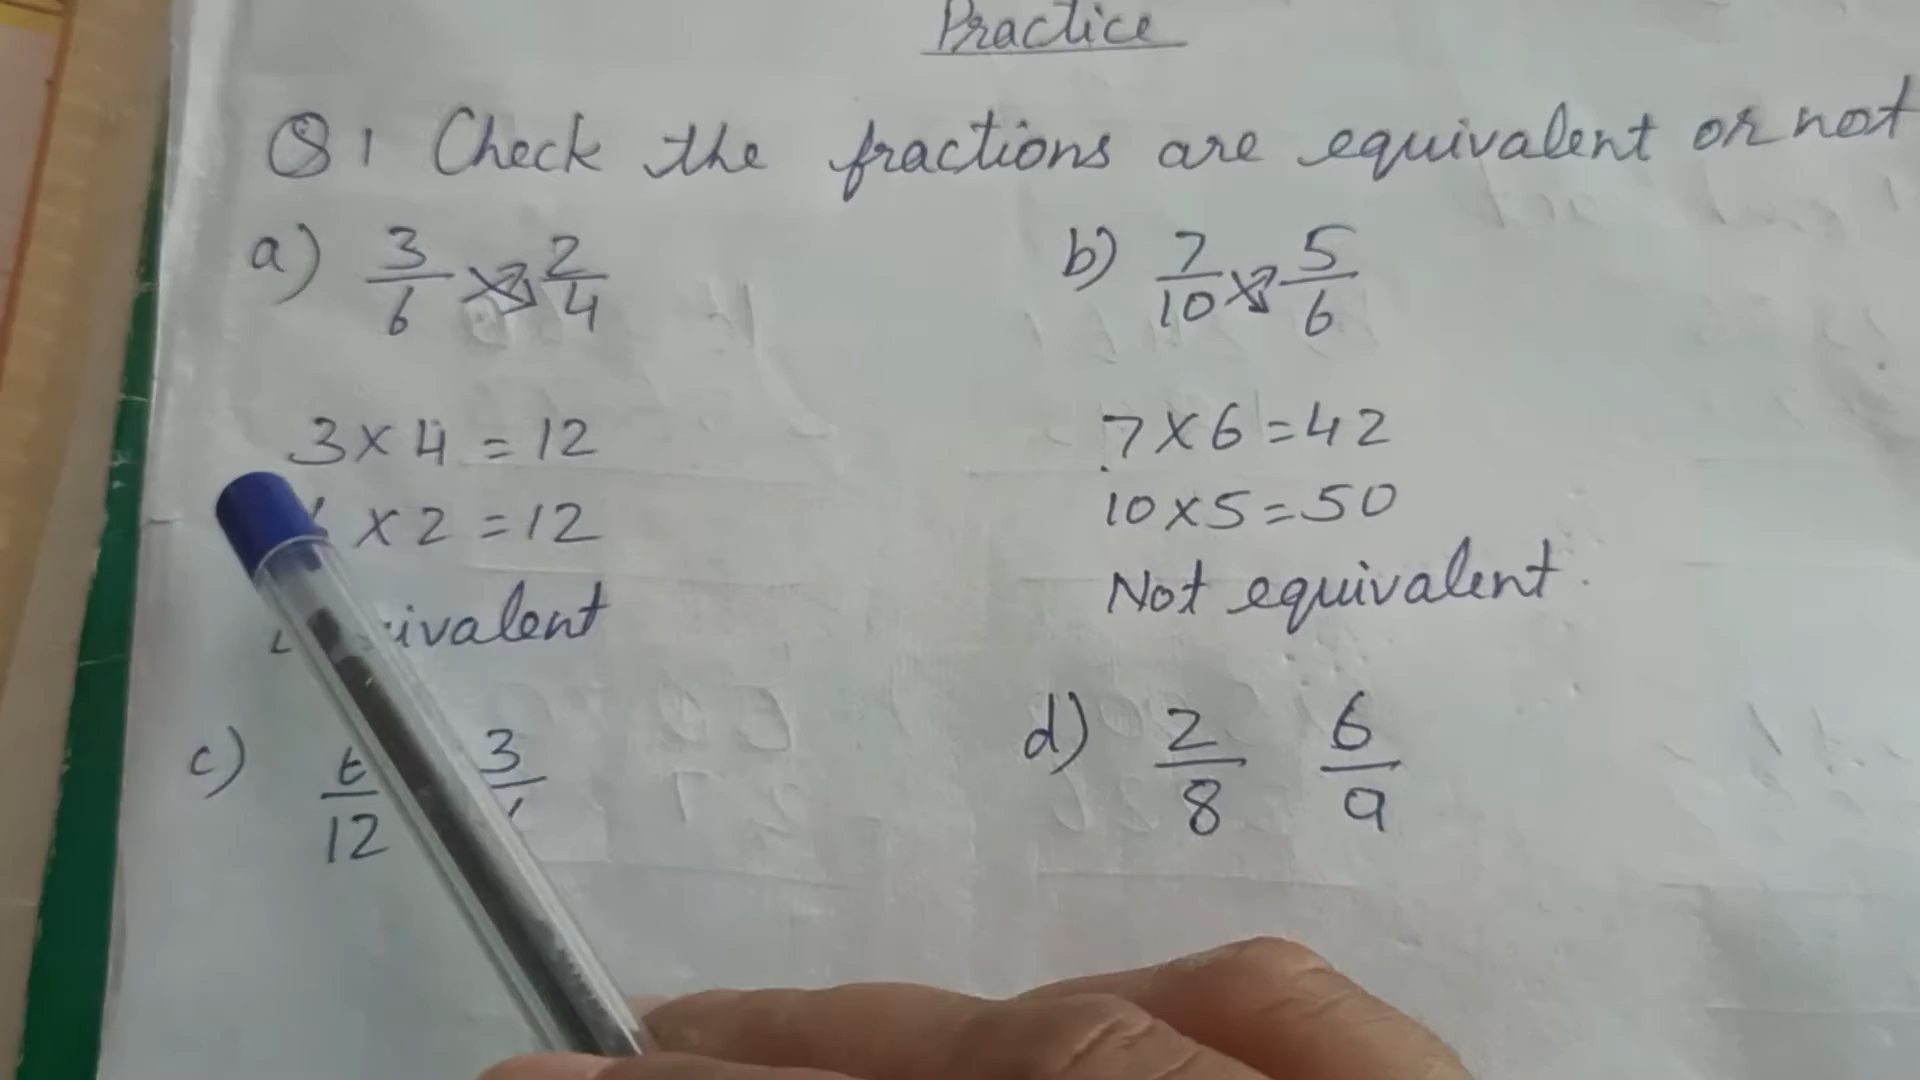 Practice
Q1 Check the fractions are equivalent or not
a) 3/6 2/4
b) 7/10 5/6
3 × 4 = 12
× 2 = 12
7 × 6 = 42
10 × 5 = 50
Not equivalent.
c) /12 3/
d) 2/8 6/9